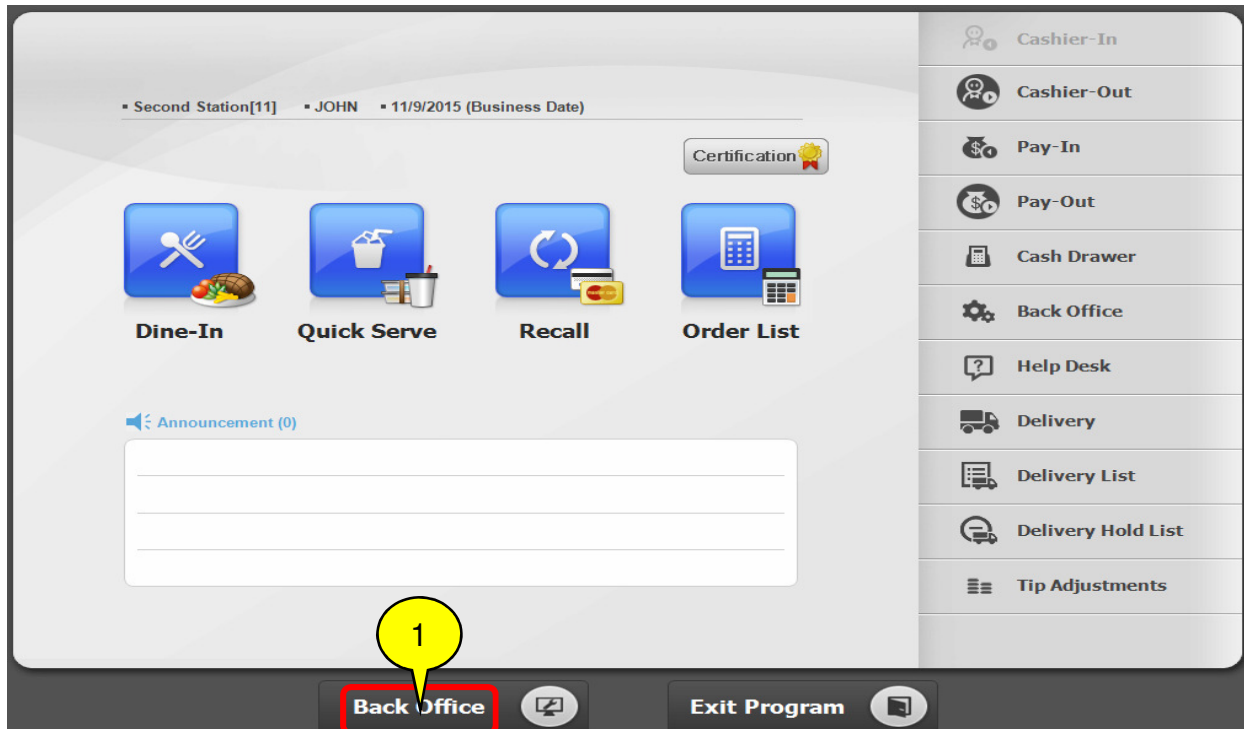 ▪ Second Station[11] ▪ JOHN ▪ 11/9/2015 (Business Date)
Certification
Dine-In
Quick Serve
Recall
Order List
Announcement (0)
Cashier-In
Cashier-Out
Pay-In
Pay-Out
Cash Drawer
Back Office
Help Desk
Delivery
Delivery List
Delivery Hold List
Tip Adjustments
1
Back Office
Exit Program